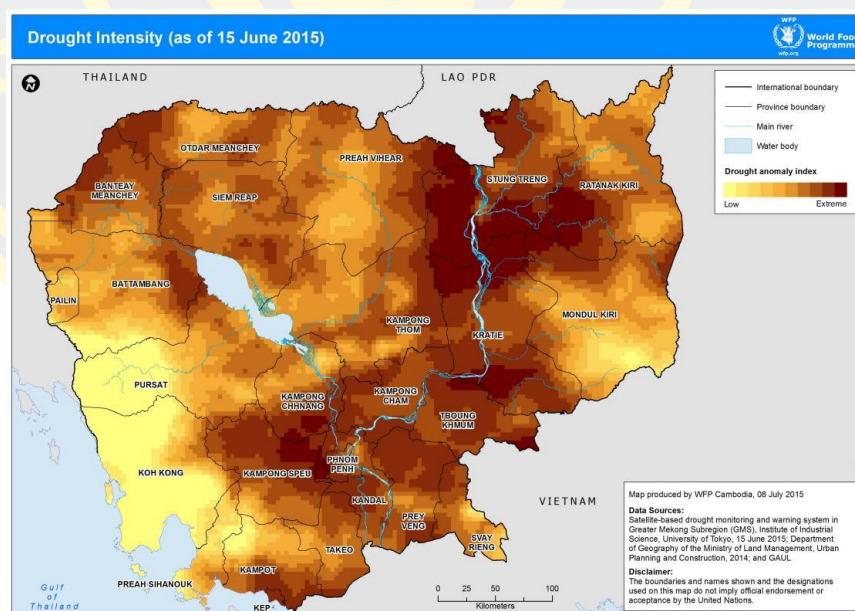 Drought Intensity (as of 15 June 2015)
WFP
wfp.org
World Food
Programme
THAILAND
LAO PDR
N
International boundary
Province boundary
Main river
Water body
Drought anomaly index
Low
Extreme
OTDAR MEANCHEY
PREAH VIHEAR
STUNG TRENG
RATANAK KIRI
BANTEAY
MEANCHEY
SIEM REAP
BATTAMBANG
PAILIN
MONDUL KIRI
KAMPONG
THOM
KRATIE
PURSAT
KAMPONG
CHHNANG
KAMPONG
CHAM
TBOUNG
KHMUM
PHNOM
PENH
KOH KONG
KAMPONG SPEU
KANDAL
PREY
VENG
SVAY
RIENG
VIETNAM
TAKEO
KAMPOT
PREAH SIHANOUK
KEP
Gulf
of
Thailand
0 25 50 100
Kilometers
Map produced by WFP Cambodia, 08 July 2015
Data Sources:
Satellite-based drought monitoring and warning system in
Greater Mekong Subregion (GMS), Institute of Industrial
Science, University of Tokyo, 15 June 2015; Department
of Geography of the Ministry of Land Management, Urban
Planning and Construction, 2014; and GAUL
Disclaimer:
The boundaries and names shown and the designations
used on this map do not imply official endorsement or
acceptance by the United Nations.